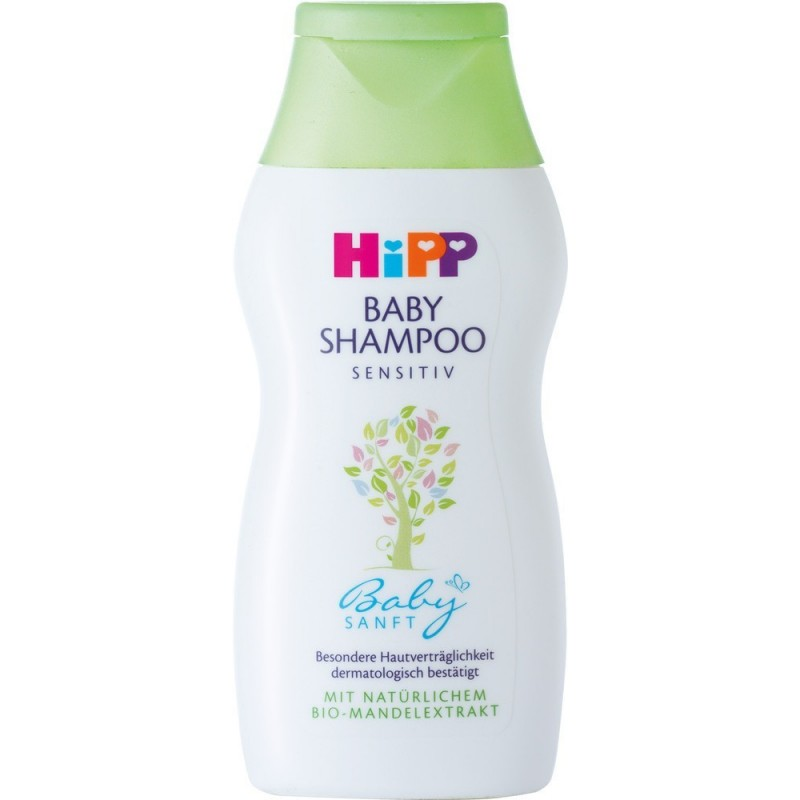 HiPP
BABY
SHAMPOO
SENSITIV
Baby
SANFT
Besondere Hautverträglichkeit
dermatologisch bestätigt
MIT NATÜRLICHEM
BIO-MANDELEXTRAKT